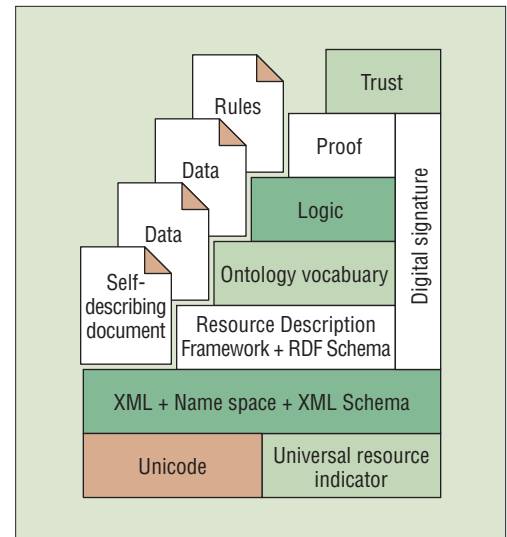 Trust
Rules
Proof
Data
Logic
Data
Digital signature
Ontology vocabuary
Self-
describing
document
Resource Description
Framework + RDF Schema
XML + Name space + XML Schema
Unicode
Universal resource
indicator